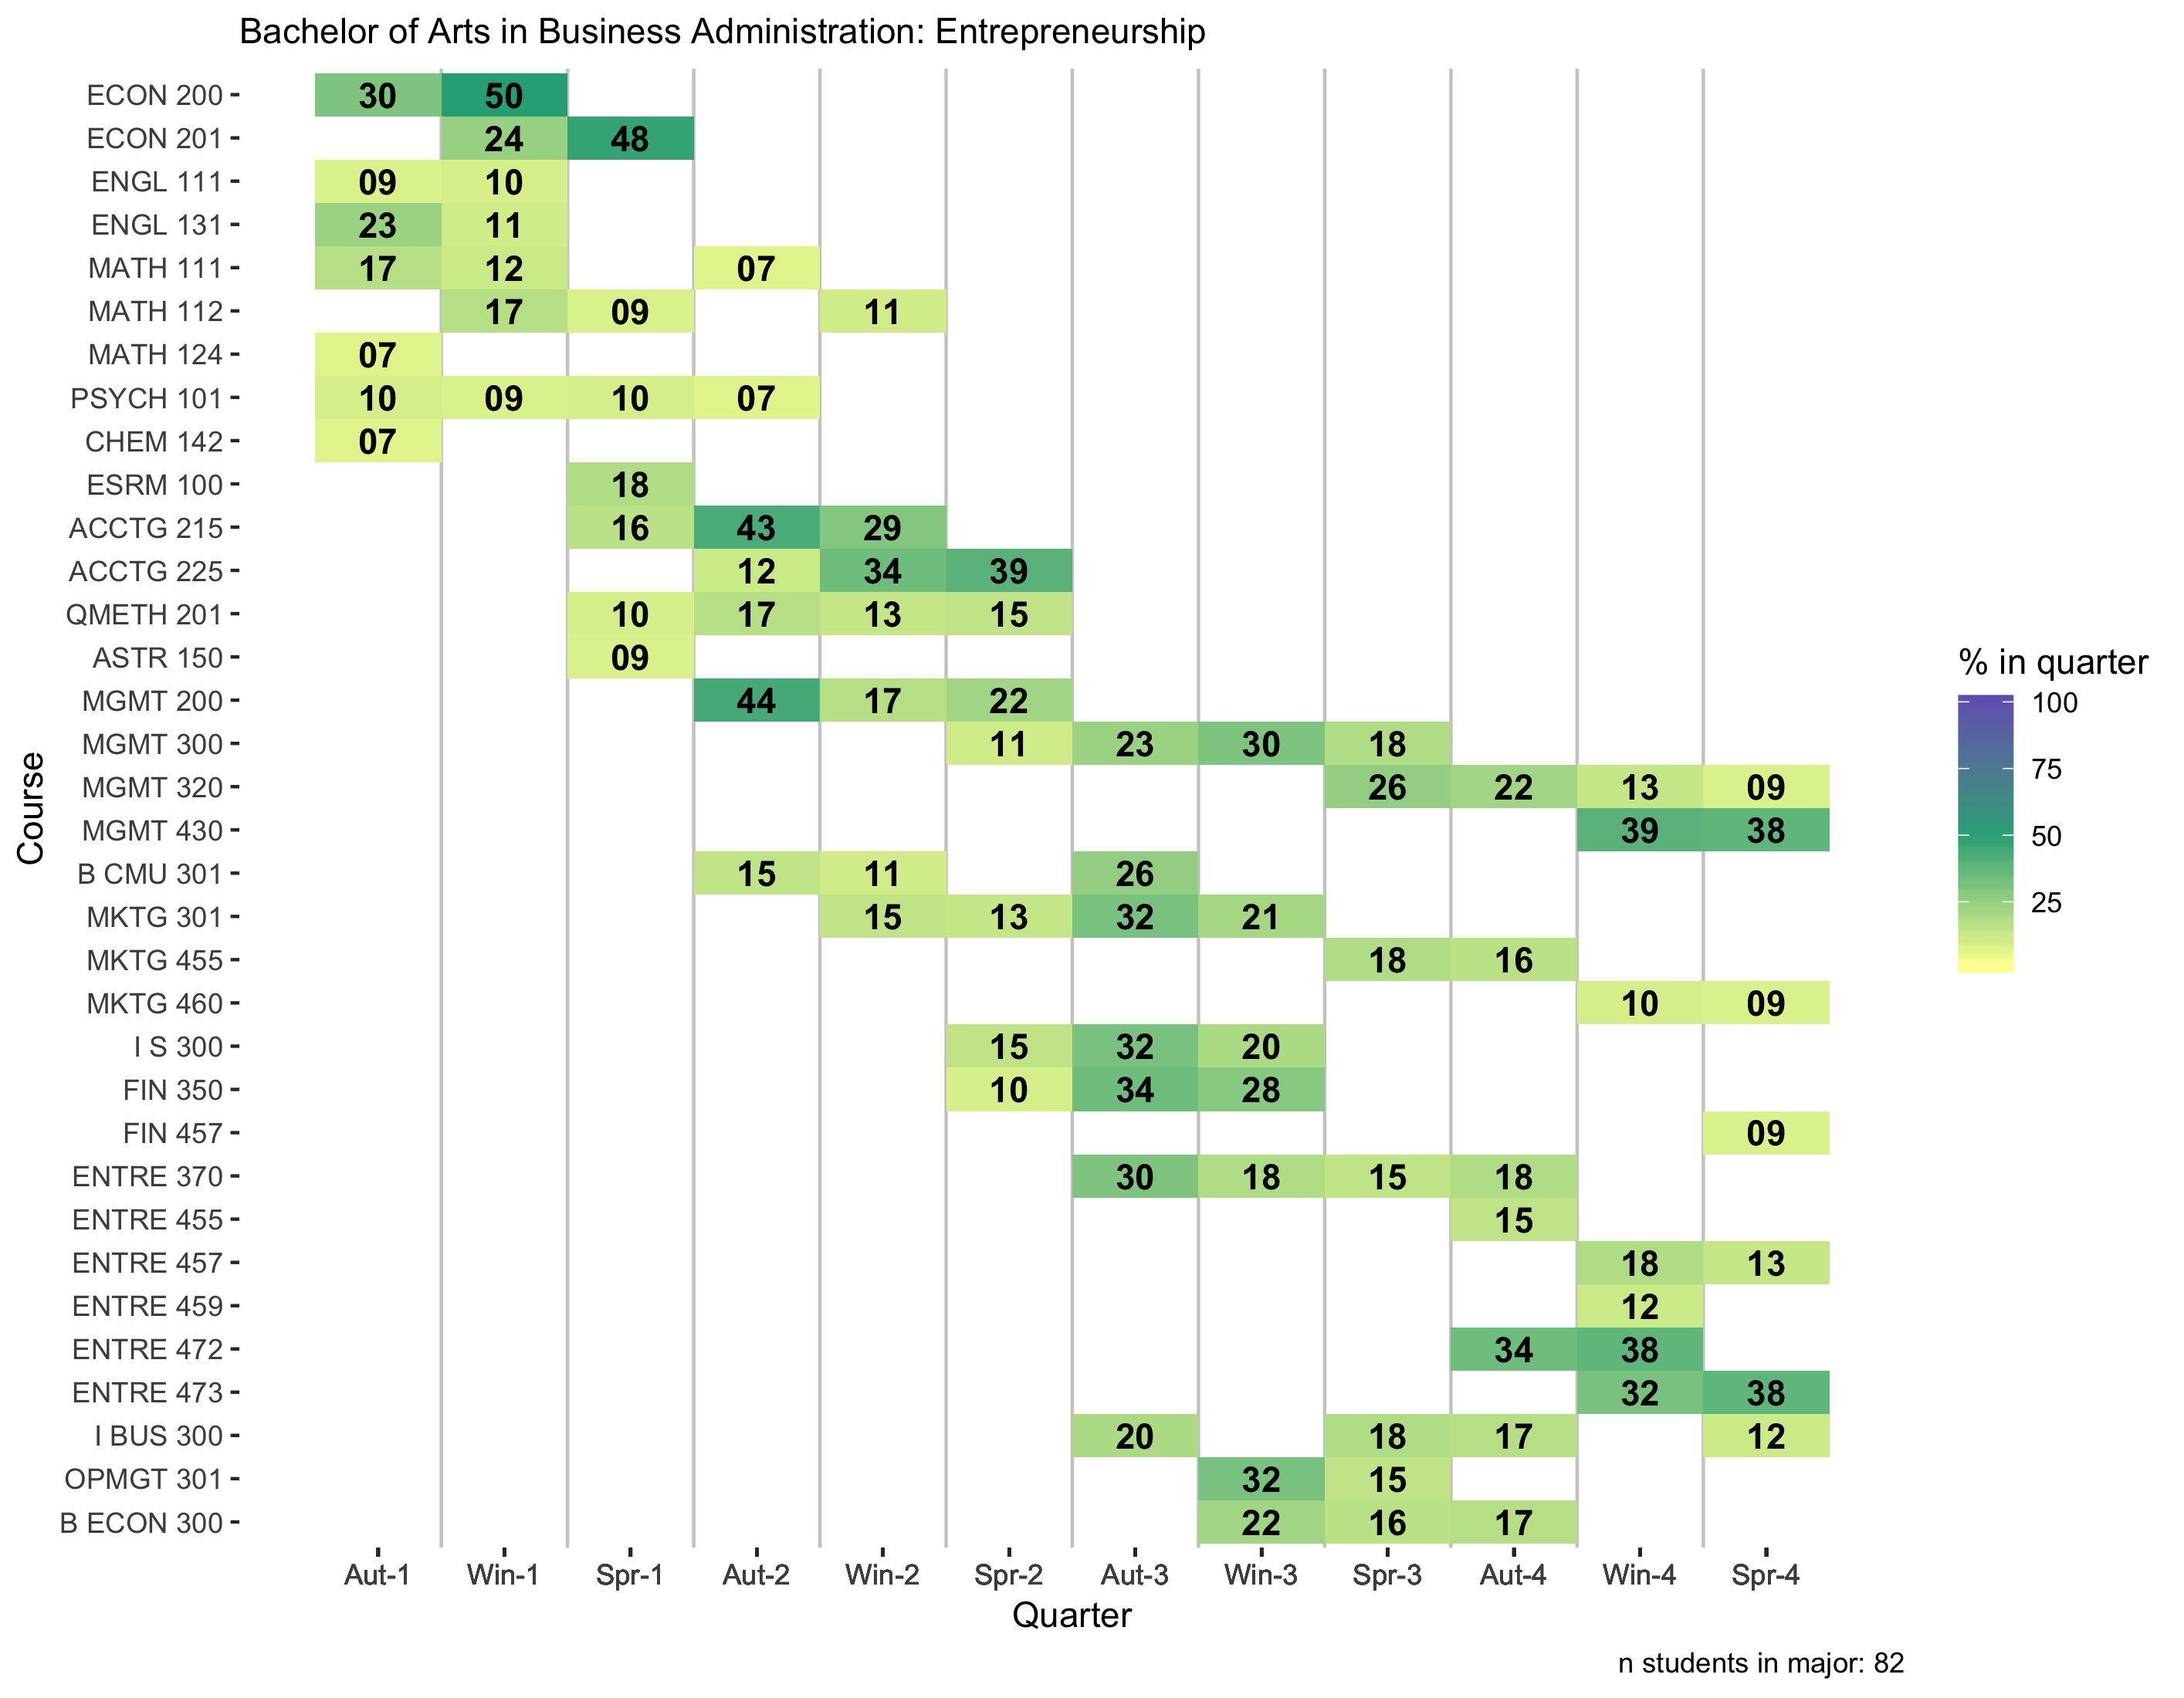 Bachelor of Arts in Business Administration: Entrepreneurship
ECON 200 30 50
ECON 201 24 48
ENGL 111 09 10
ENGL 131 23 11
MATH 111 17 12 07
MATH 112 17 09 11
MATH 124 07
PSYCH 101 10 09 10 07
CHEM 142 07
ESRM 100 18
ACCTG 215 16 43 29
ACCTG 225 12 34 39
QMETH 201 10 17 13 15
ASTR 150 09
MGMT 200 44 17 22
MGMT 300 11 23 30 18
MGMT 320 26 22 13 09
MGMT 430 39 38
B CMU 301 15 11 26
MKTG 301 15 13 32 21
MKTG 455 18 16
MKTG 460 10 09
I S 300 15 32 20
FIN 350 10 34 28
FIN 457 09
ENTRE 370 30 18 15 18
ENTRE 455 15
ENTRE 457 18 13
ENTRE 459 12
ENTRE 472 34 38
ENTRE 473 32 38
I BUS 300 20 18 17 12
OPMGT 301 32 15
B ECON 300 22 16 17
Aut-1 Win-1 Spr-1 Aut-2 Win-2 Spr-2 Aut-3 Win-3 Spr-3 Aut-4 Win-4 Spr-4
Quarter
Course
% in quarter
100
75
50
25
n students in major: 82